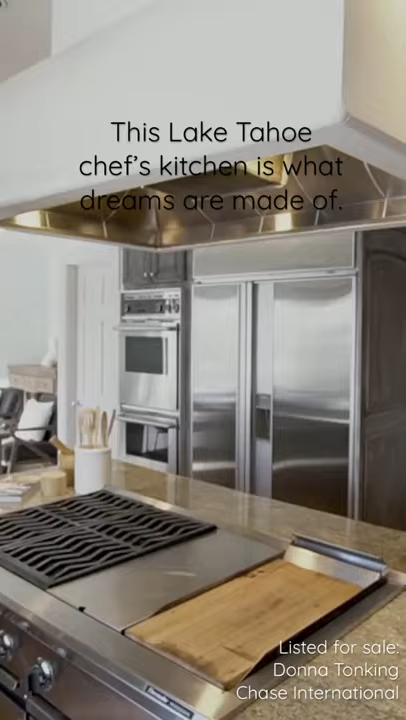 This Lake Tahoe
chef's kitchen is what
dreams are made of.
Listed for sale:
Donna Tonking
Chase International